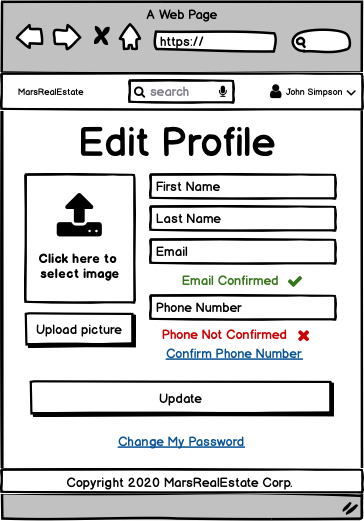 A Web Page
https://
MarsRealEstate
search
John Simpson
Edit Profile
Click here to
select image
Upload picture
First Name
Last Name
Email
Email Confirmed
Phone Number
Phone Not Confirmed
Confirm Phone Number
Update
Change My Password
Copyright 2020 MarsRealEstate Corp.